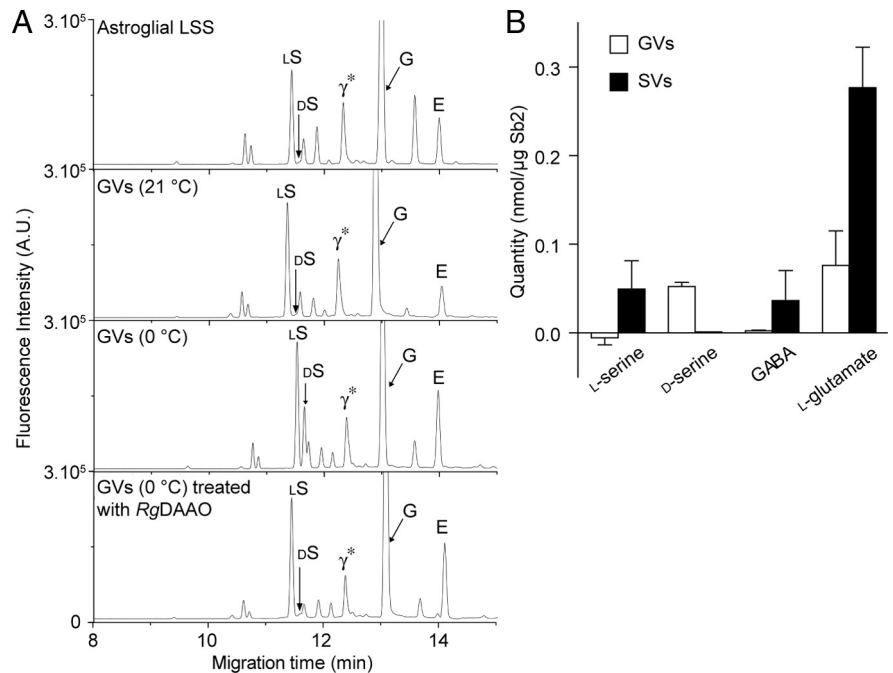 A
B
Fluorescence Intensity (A.U.)
3.10⁵
Astroglial LSS
LS
DS
γ*
G
E
3.10⁵
GVs (21 °C)
LS
DS
γ*
G
E
3.10⁵
GVs (0 °C)
LS
DS
γ*
G
E
3.10⁵
GVs (0 °C) treated
with RgDAAO
LS
DS
γ*
G
E
0
8 10 12 14
Migration time (min)
GVs
SVs
Quantity (nmol/µg Sb2)
0.3
0.2
0.1
0.0
L-serine
D-serine
GABA
L-glutamate